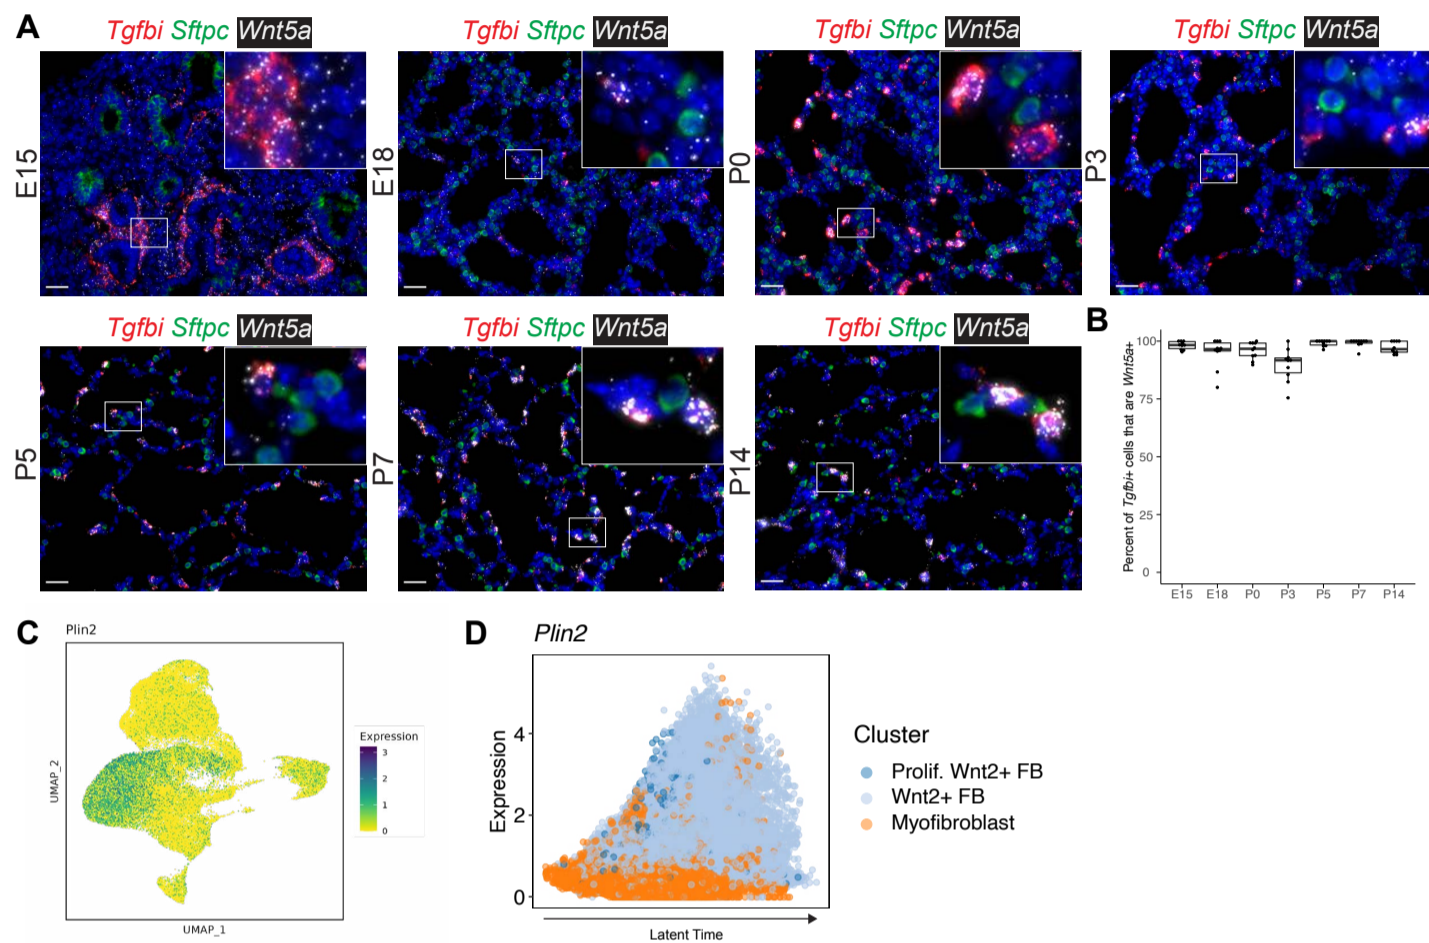 A
Tgfbi Sftpc Wnt5a
Tgfbi Sftpc Wnt5a
Tgfbi Sftpc Wnt5a
Tgfbi Sftpc Wnt5a
E15
E18
P0
P3
Tgfbi Sftpc Wnt5a
Tgfbi Sftpc Wnt5a
Tgfbi Sftpc Wnt5a
P5
P7
P14
B
Percent of Tgfbi+ cells that are Wnt5a+
100
75
50
25
0
E15 E18 P0 P3 P5 P7 P14
C
Plin2
UMAP_2
UMAP_1
Expression
3
2
1
0
D
Plin2
Expression
4
2
0
Latent Time
Cluster
Prolif. Wnt2+ FB
Wnt2+ FB
Myofibroblast